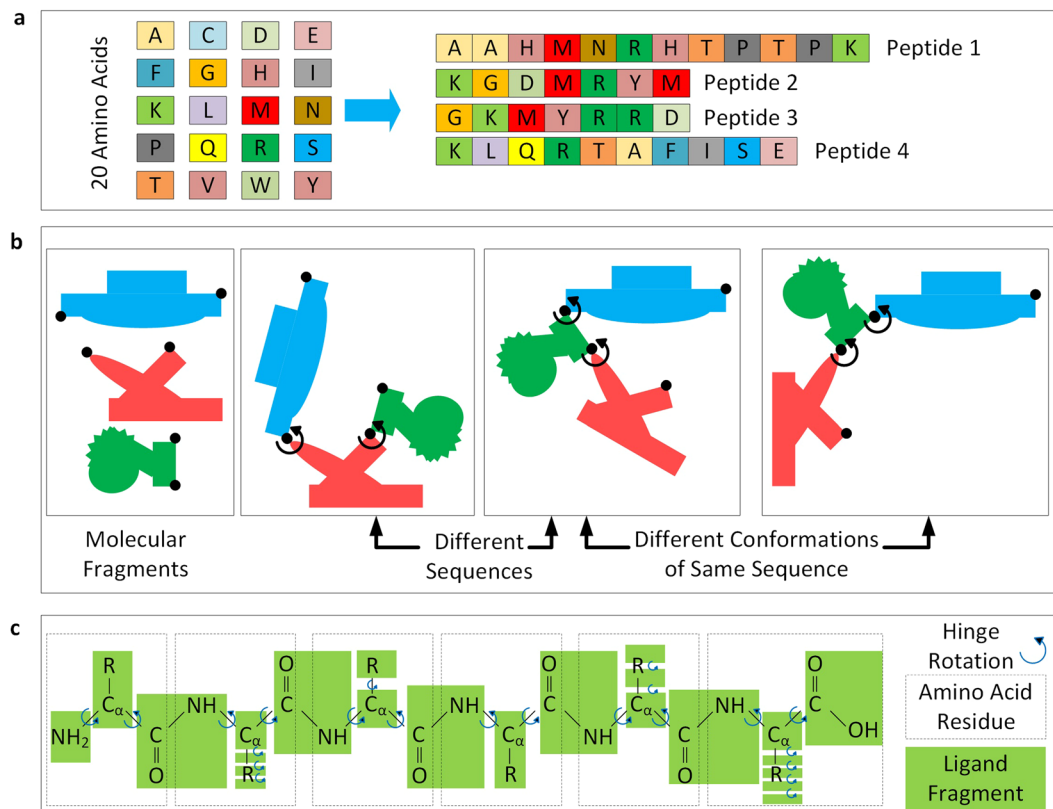 a
20 Amino Acids
A C D E
F G H I
K L M N
P Q R S
T V W Y
A A H M N R H T P T P K Peptide 1
K G D M R Y M Peptide 2
G K M Y R R D Peptide 3
K L Q R T A F I S E Peptide 4
b
Molecular
Fragments
Different
Sequences
Different Conformations
of Same Sequence
c
NH2
R
Cα
C
O
NH
Cα
R
O
C
NH
R
Cα
C
O
NH
Cα
R
O
C
NH
R
Cα
C
O
NH
Cα
R
O
C
OH
Hinge
Rotation
Amino Acid
Residue
Ligand
Fragment